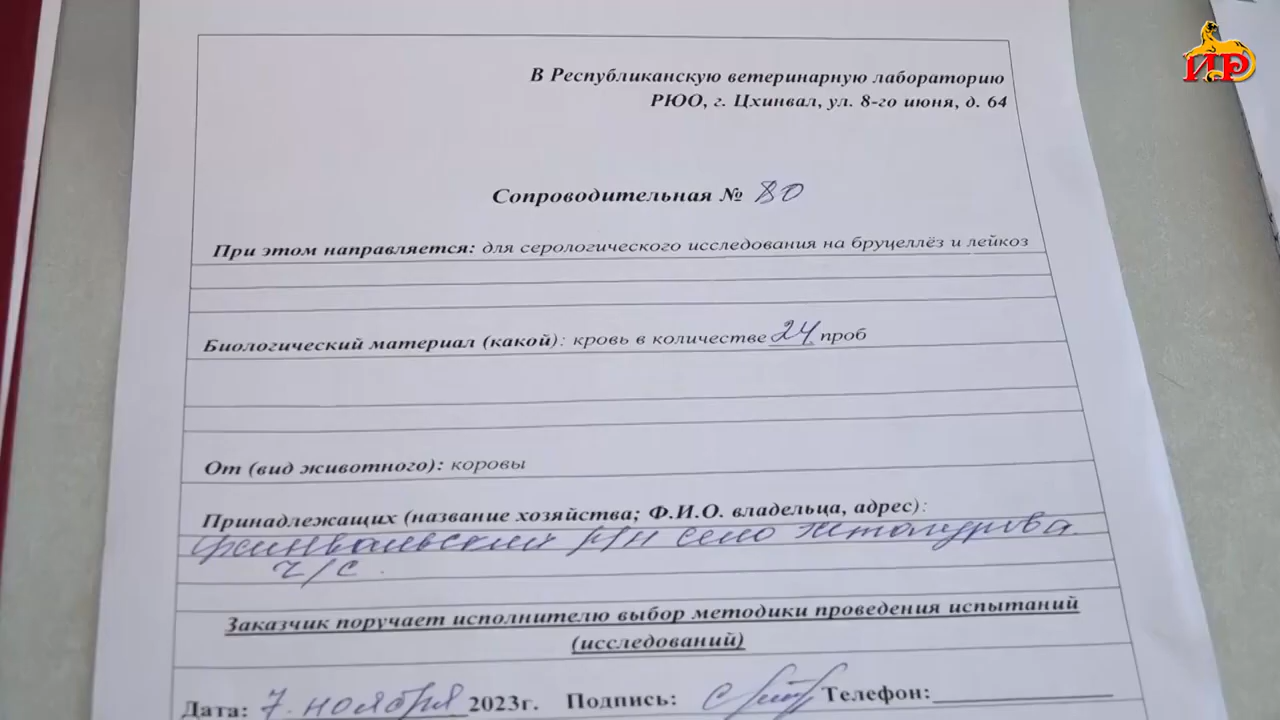 ИР
В Республиканскую ветеринарную лабораторию
РЮО, г. Цхинвал, ул. 8-го июня, д. 64
Сопроводительная № 80
При этом направляется: для серологического исследования на бруцеллёз и лейкоз
Биологический материал (какой): кровь в количестве 24 проб
От (вид животного): коровы
Принадлежащих (название хозяйства; Ф.И.О. владельца, адрес):
Цхинвальский р/н село
ч/с
Заказчик поручает исполнителю выбор методики проведения испытаний
(исследований)
Дата: 7 ноября 2023г. Подпись: Телефон: